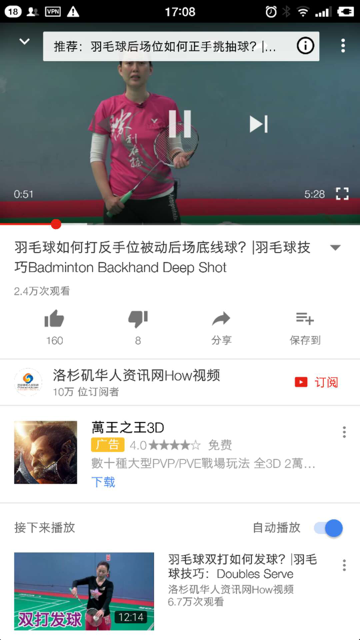 18 VPN 17:08
推荐：羽毛球后场位如何正手挑抽球？|...
0:51
5:28
羽毛球如何打反手位被动后场底线球？|羽毛球技
巧Badminton Backhand Deep Shot
2.4万次观看
160
8
分享
保存到
洛杉矶华人资讯网How视频
10万 位订阅者
订阅
萬王之王3D
广告 4.0★★★★☆ 免费
數十種大型PVP/PVE戰場玩法 全3D 2萬...
下载
接下来播放
自动播放
羽毛球双打如何发球？|羽毛
球技巧：Doubles Serve
洛杉矶华人资讯网How视频
6.7万次观看
双打发球
12:14